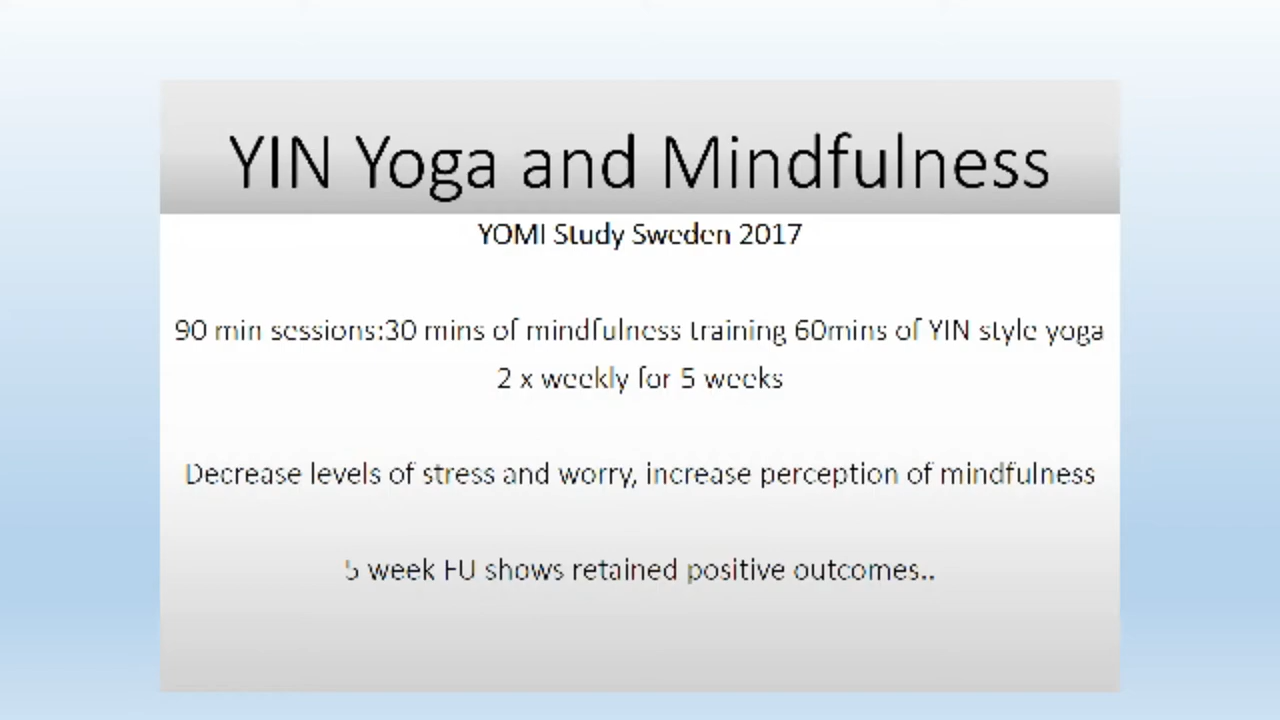 YIN Yoga and Mindfulness
YOMI Study Sweden 2017
90 min sessions:30 mins of mindfulness training 60mins of YIN style yoga
2 x weekly for 5 weeks
Decrease levels of stress and worry, increase perception of mindfulness
5 week FU shows retained positive outcomes..